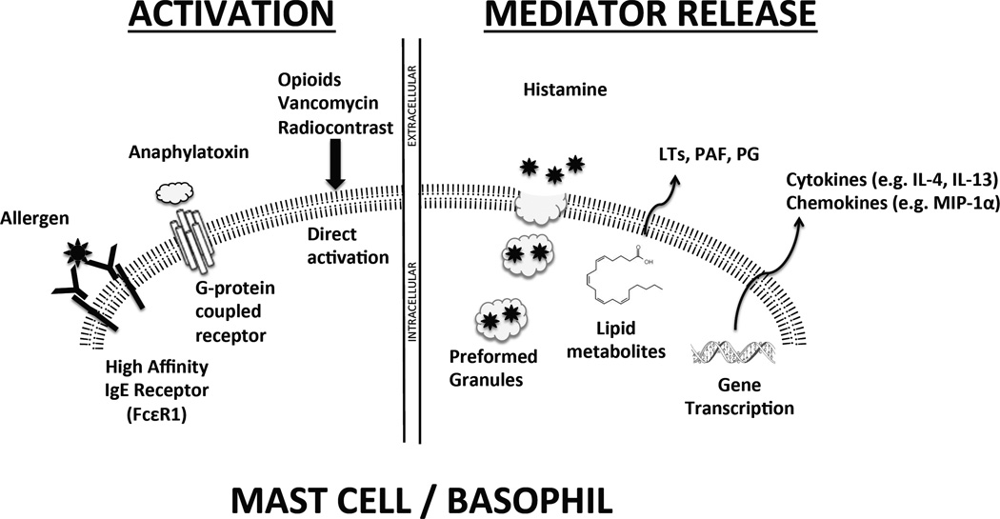 ACTIVATION
MEDIATOR RELEASE
EXTRACELLULAR
INTRACELLULAR
Opioids
Vancomycin
Radiocontrast
Anaphylatoxin
Allergen
Direct
activation
G-protein
coupled
receptor
High Affinity
IgE Receptor
(FcεR1)
Histamine
LTs, PAF, PG
Cytokines (e.g. IL-4, IL-13)
Chemokines (e.g. MIP-1α)
O
OH
Preformed
Granules
Lipid
metabolites
Gene
Transcription
MAST CELL / BASOPHIL